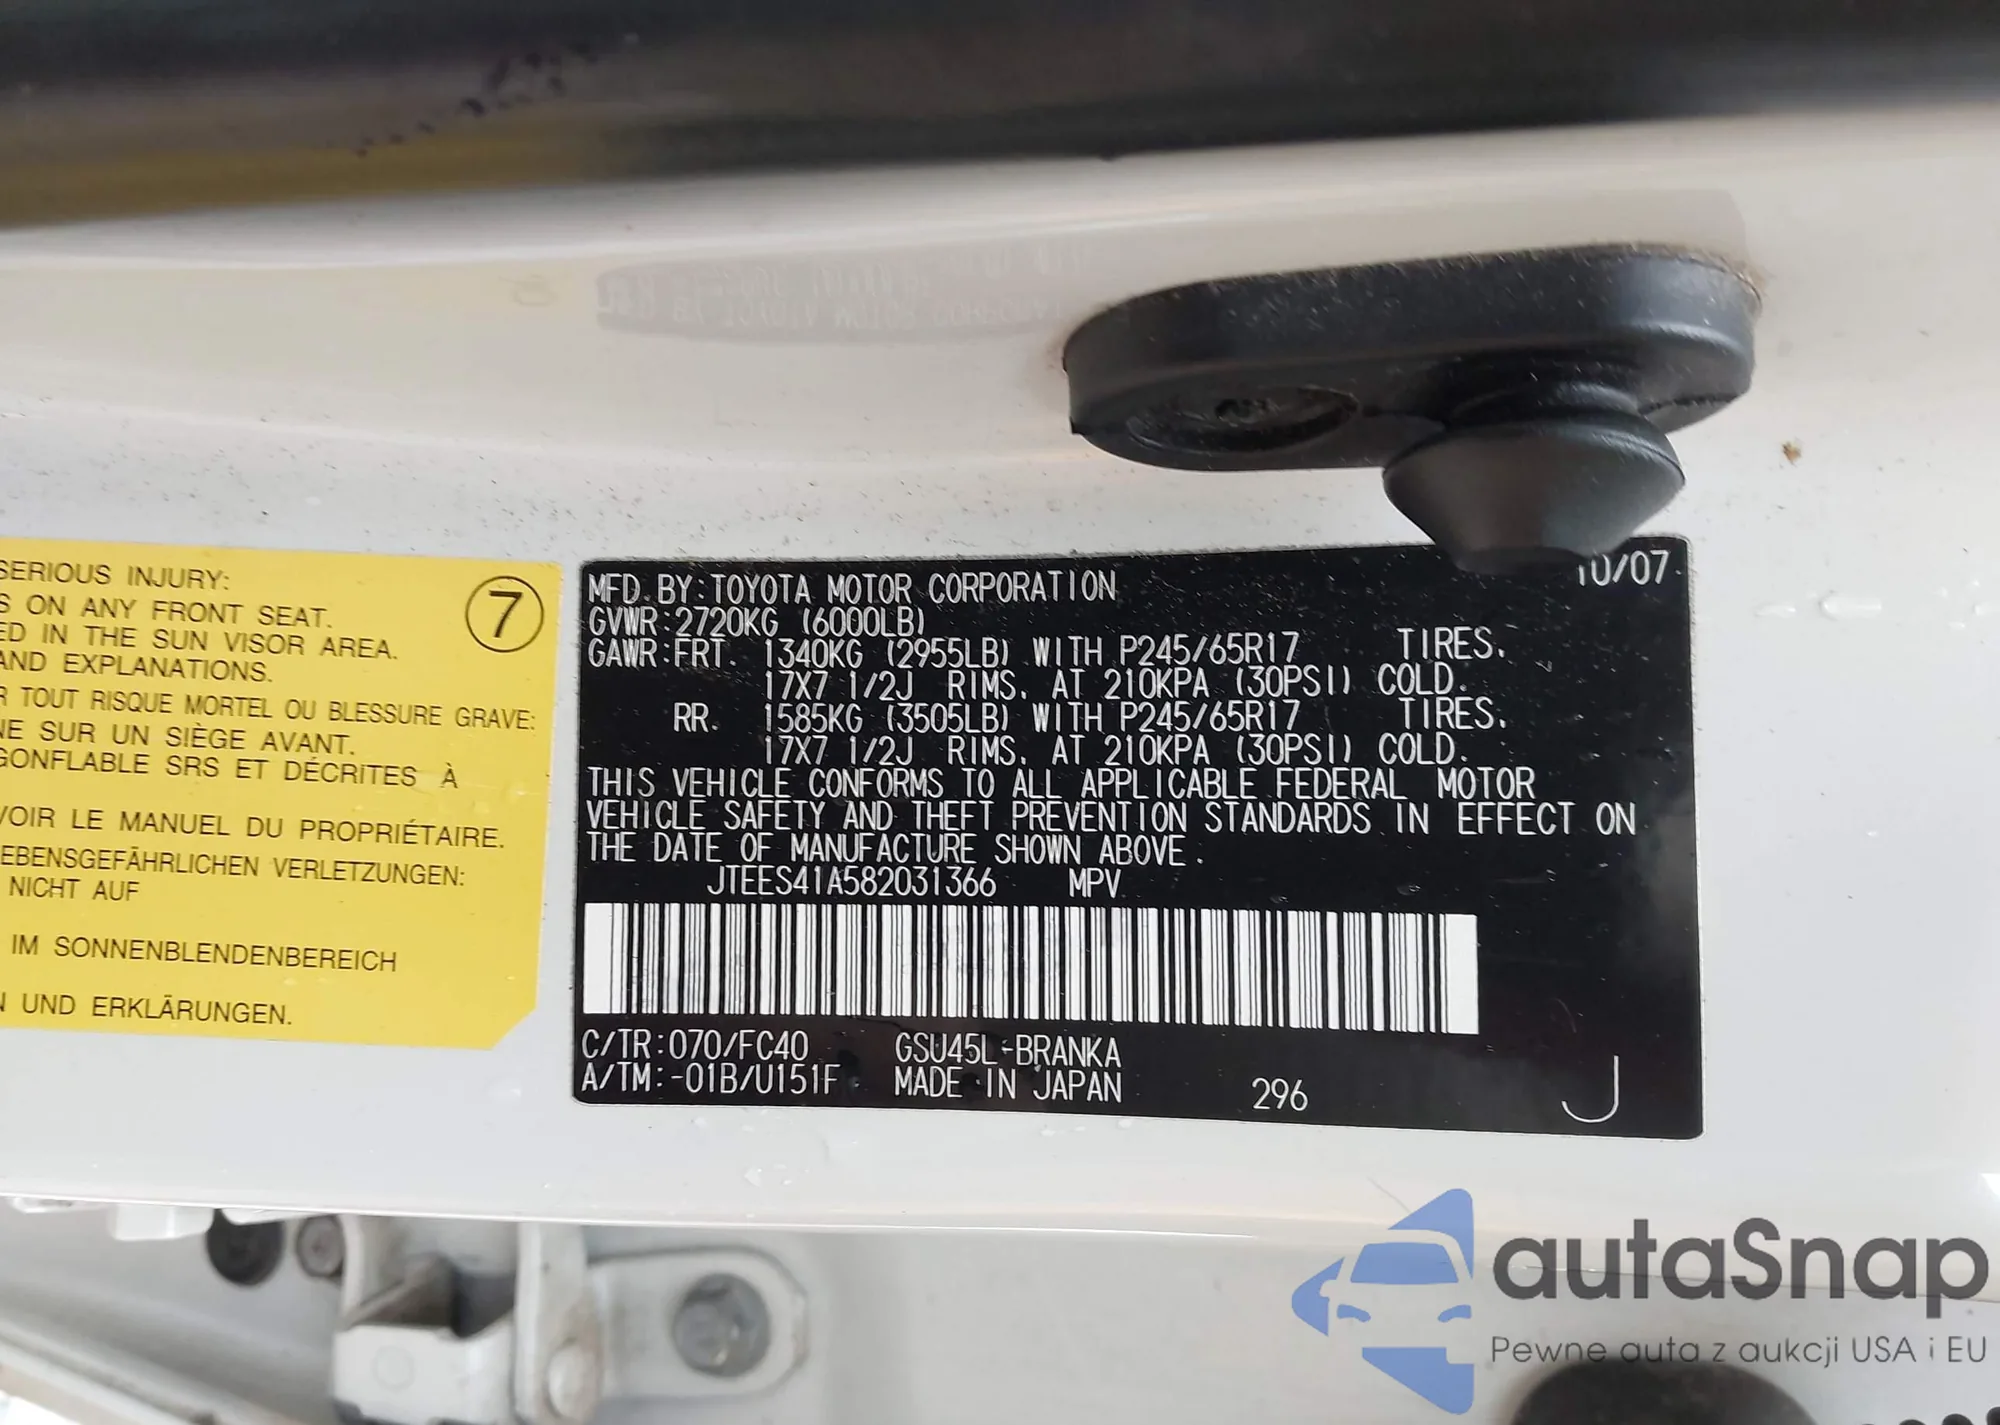 SERIOUS INJURY:
S ON ANY FRONT SEAT.
ED IN THE SUN VISOR AREA.
AND EXPLANATIONS.
R TOUT RISQUE MORTEL OU BLESSURE GRAVE:
NE SUR UN SIÈGE AVANT.
GONFLABLE SRS ET DÉCRITES À
VOIR LE MANUEL DU PROPRIÉTAIRE.
EBENSGEFÄHRLICHEN VERLETZUNGEN:
NICHT AUF
IM SONNENBLENDENBEREICH
N UND ERKLÄRUNGEN.
7
10/07
MFD. BY: TOYOTA MOTOR CORPORATION
GVWR: 2720KG (6000LB)
GAWR: FRT. 1340KG (2955LB) WITH P245/65R17 TIRES.
17X7 1/2J RIMS. AT 210KPA (30PSI) COLD.
RR. 1585KG (3505LB) WITH P245/65R17 TIRES.
17X7 1/2J RIMS. AT 210KPA (30PSI) COLD.
THIS VEHICLE CONFORMS TO ALL APPLICABLE FEDERAL MOTOR
VEHICLE SAFETY AND THEFT PREVENTION STANDARDS IN EFFECT ON
THE DATE OF MANUFACTURE SHOWN ABOVE.
JTEES41A582031366 MPV
C/TR: 070/FC40 GSU45L-BRANKA
A/TM: -01B/U151F MADE IN JAPAN 296 J
autaSnap
Pewne auta z aukcji USA i EU